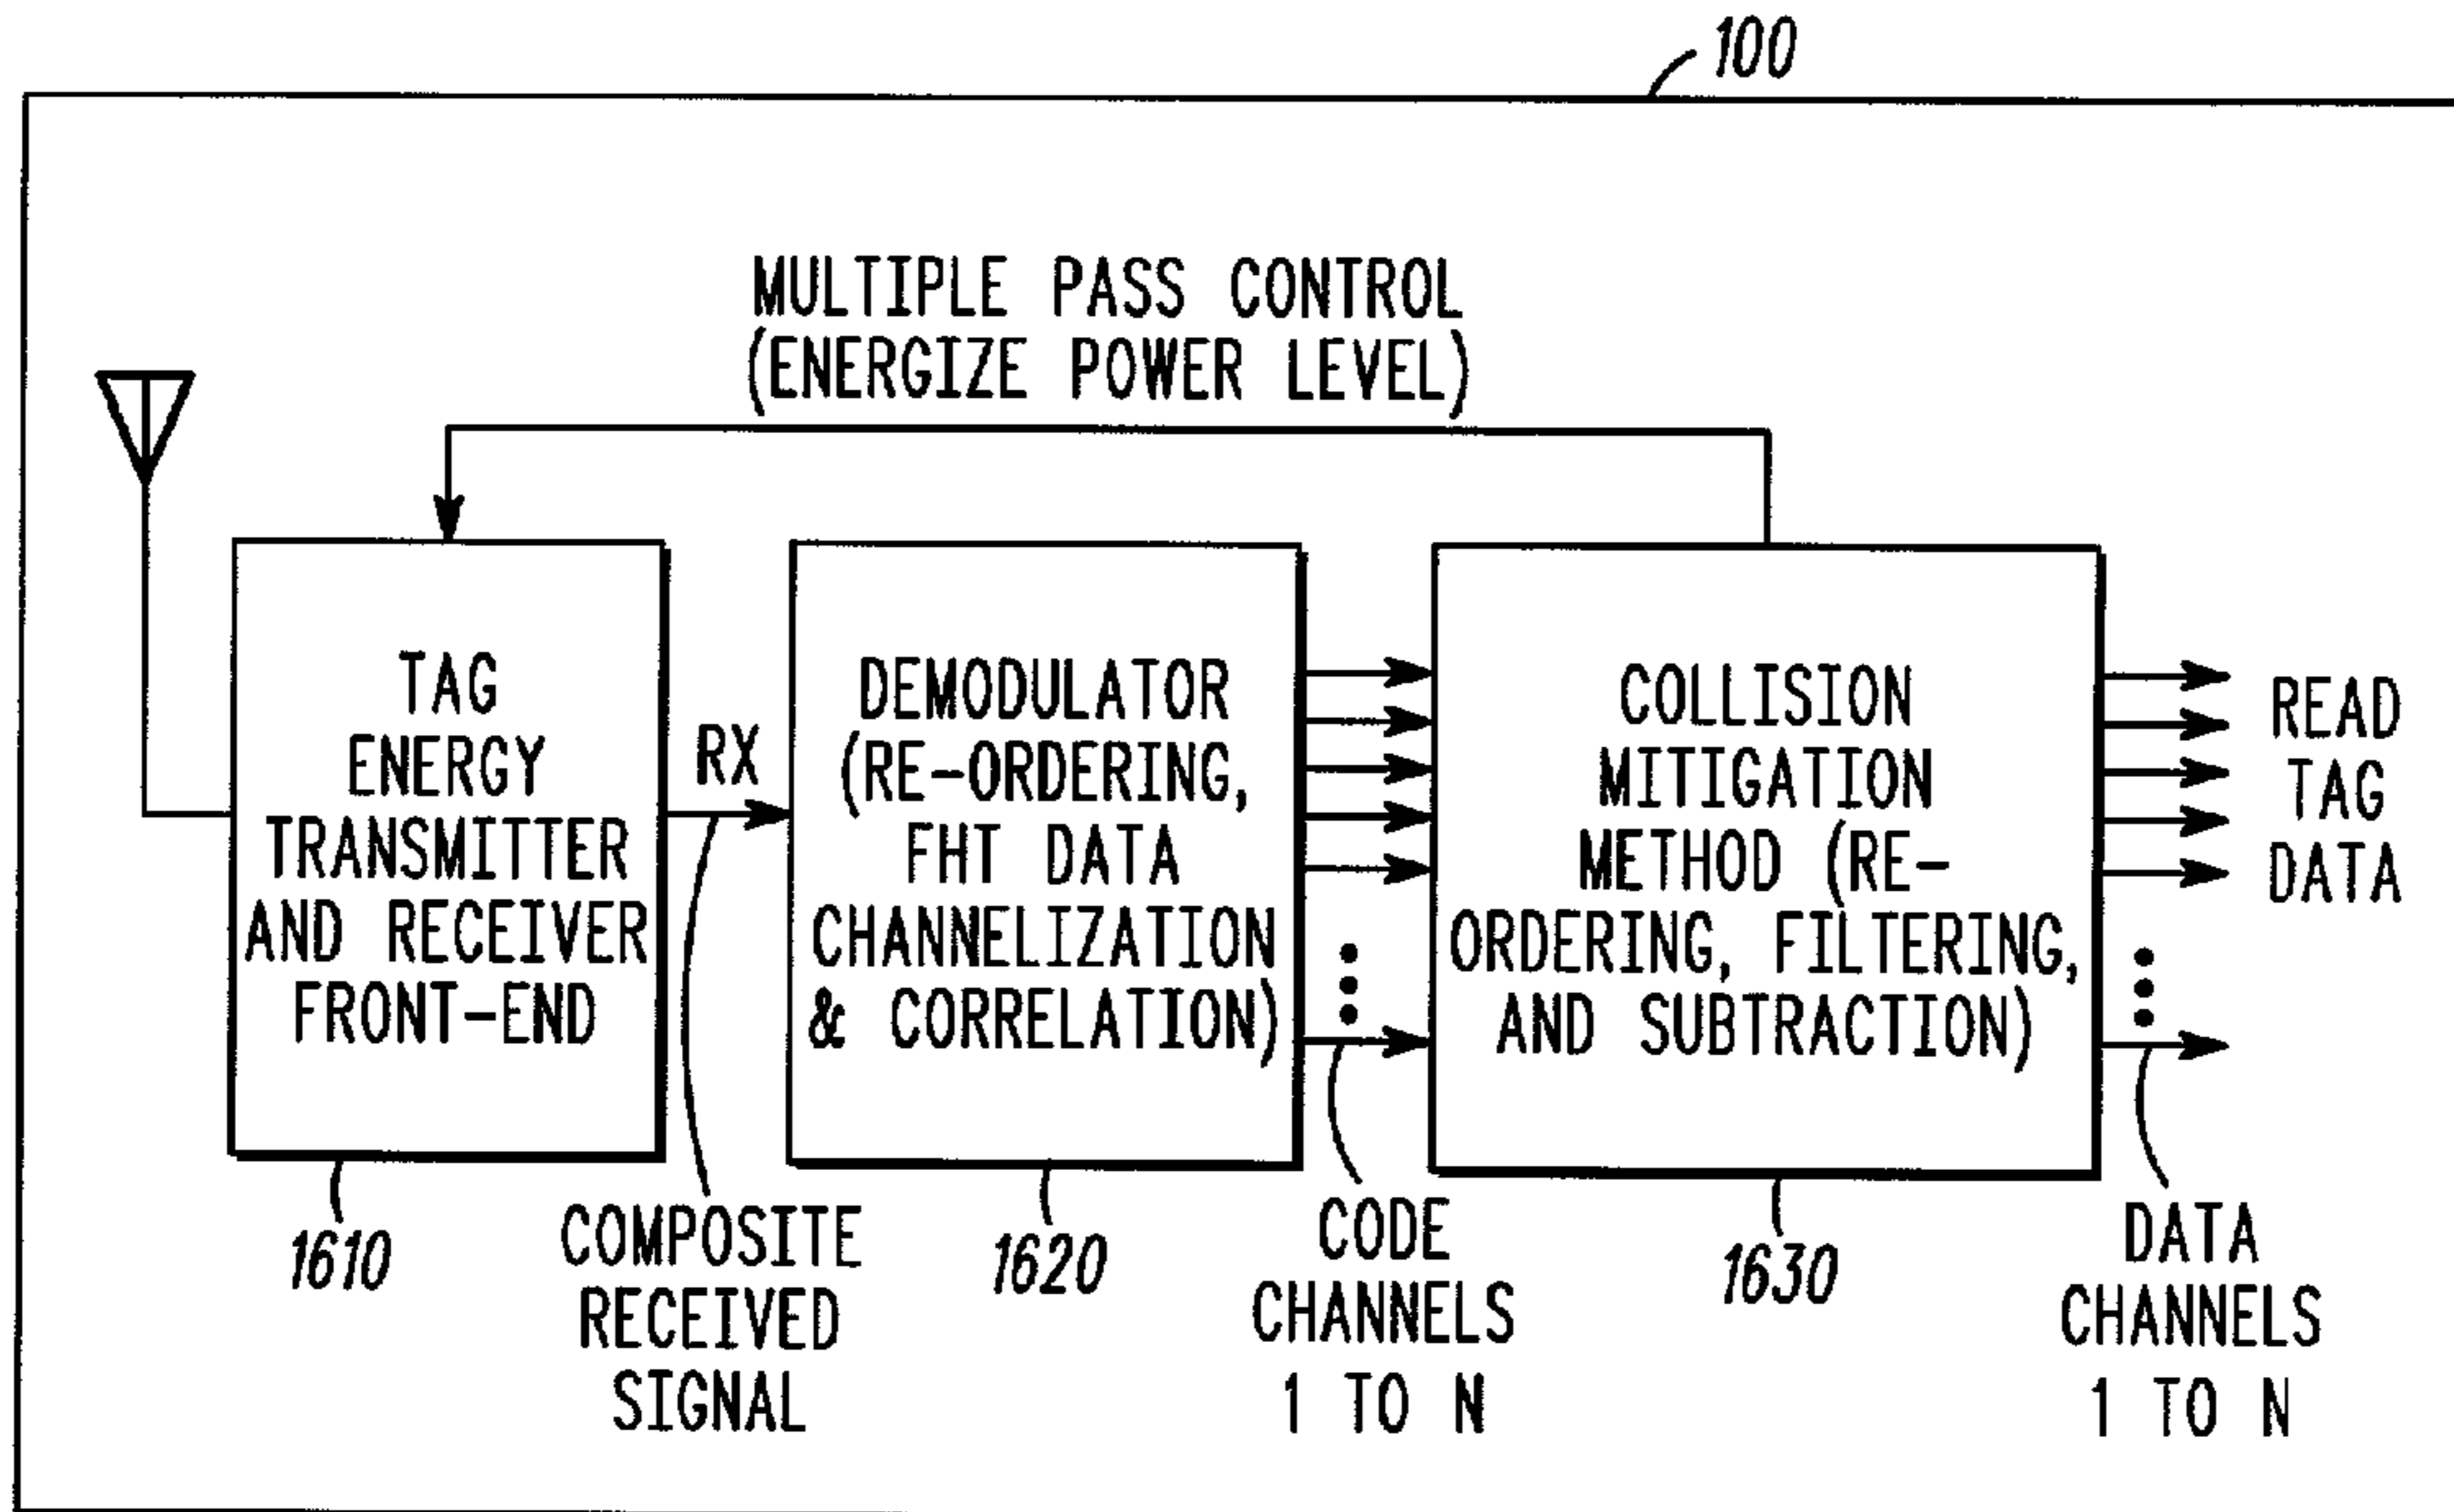 100
MULTIPLE PASS CONTROL
(ENERGIZE POWER LEVEL)
TAG
ENERGY
TRANSMITTER
AND RECEIVER
FRONT-END
RX
DEMODULATOR
(RE-ORDERING,
FHT DATA
CHANNELIZATION
& CORRELATION)
COLLISION
MITIGATION
METHOD (RE-
ORDERING, FILTERING,
AND SUBTRACTION)
READ
TAG
DATA
1610
COMPOSITE
RECEIVED
SIGNAL
1620
CODE
CHANNELS
1 TO N
1630
DATA
CHANNELS
1 TO N